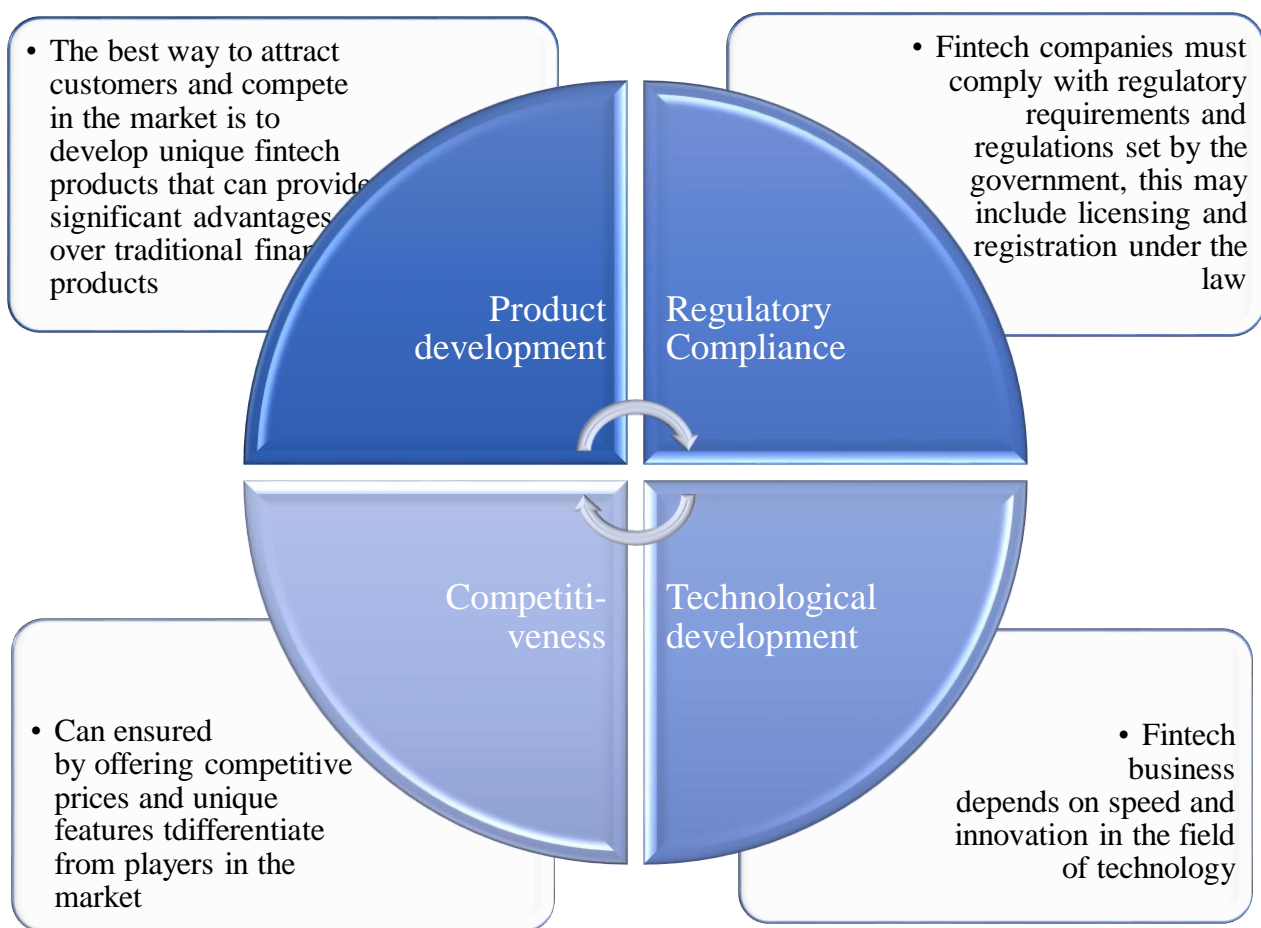 • The best way to attract
customers and compete
in the market is to
develop unique fintech
products that can provide
significant advantages
over traditional
products
• Fintech companies must
comply with regulatory
requirements and
regulations set by the
government, this may
include licensing and
registration under the
law
Product
development
Regulatory
Compliance
Competiti-
veness
Technological
development
• Can ensured
by offering competitive
prices and unique
features tdifferentiate
from players in the
market
• Fintech
business
depends on speed and
innovation in the field
of technology